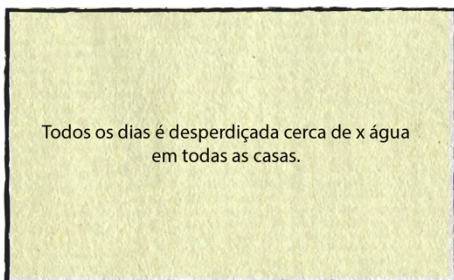 Todos os dias é desperdiçada cerca de x água
em todas as casas.